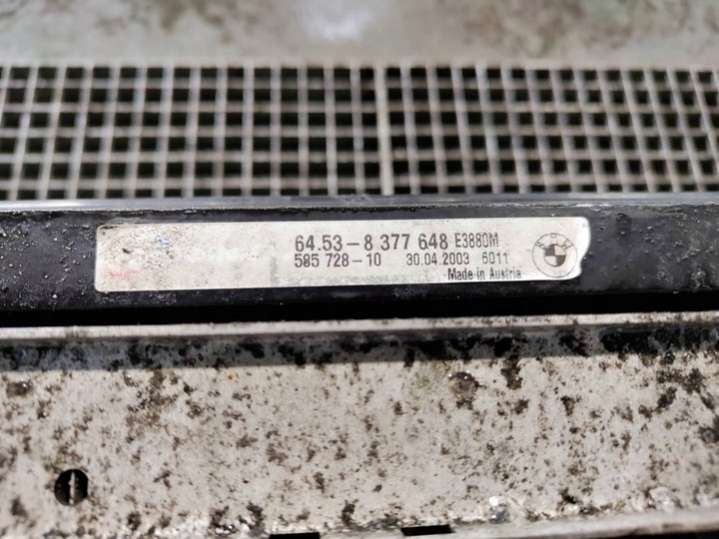 64.53-8 377 648 E3880M
585 728-10 30.04.2003 6011
Made in Austria